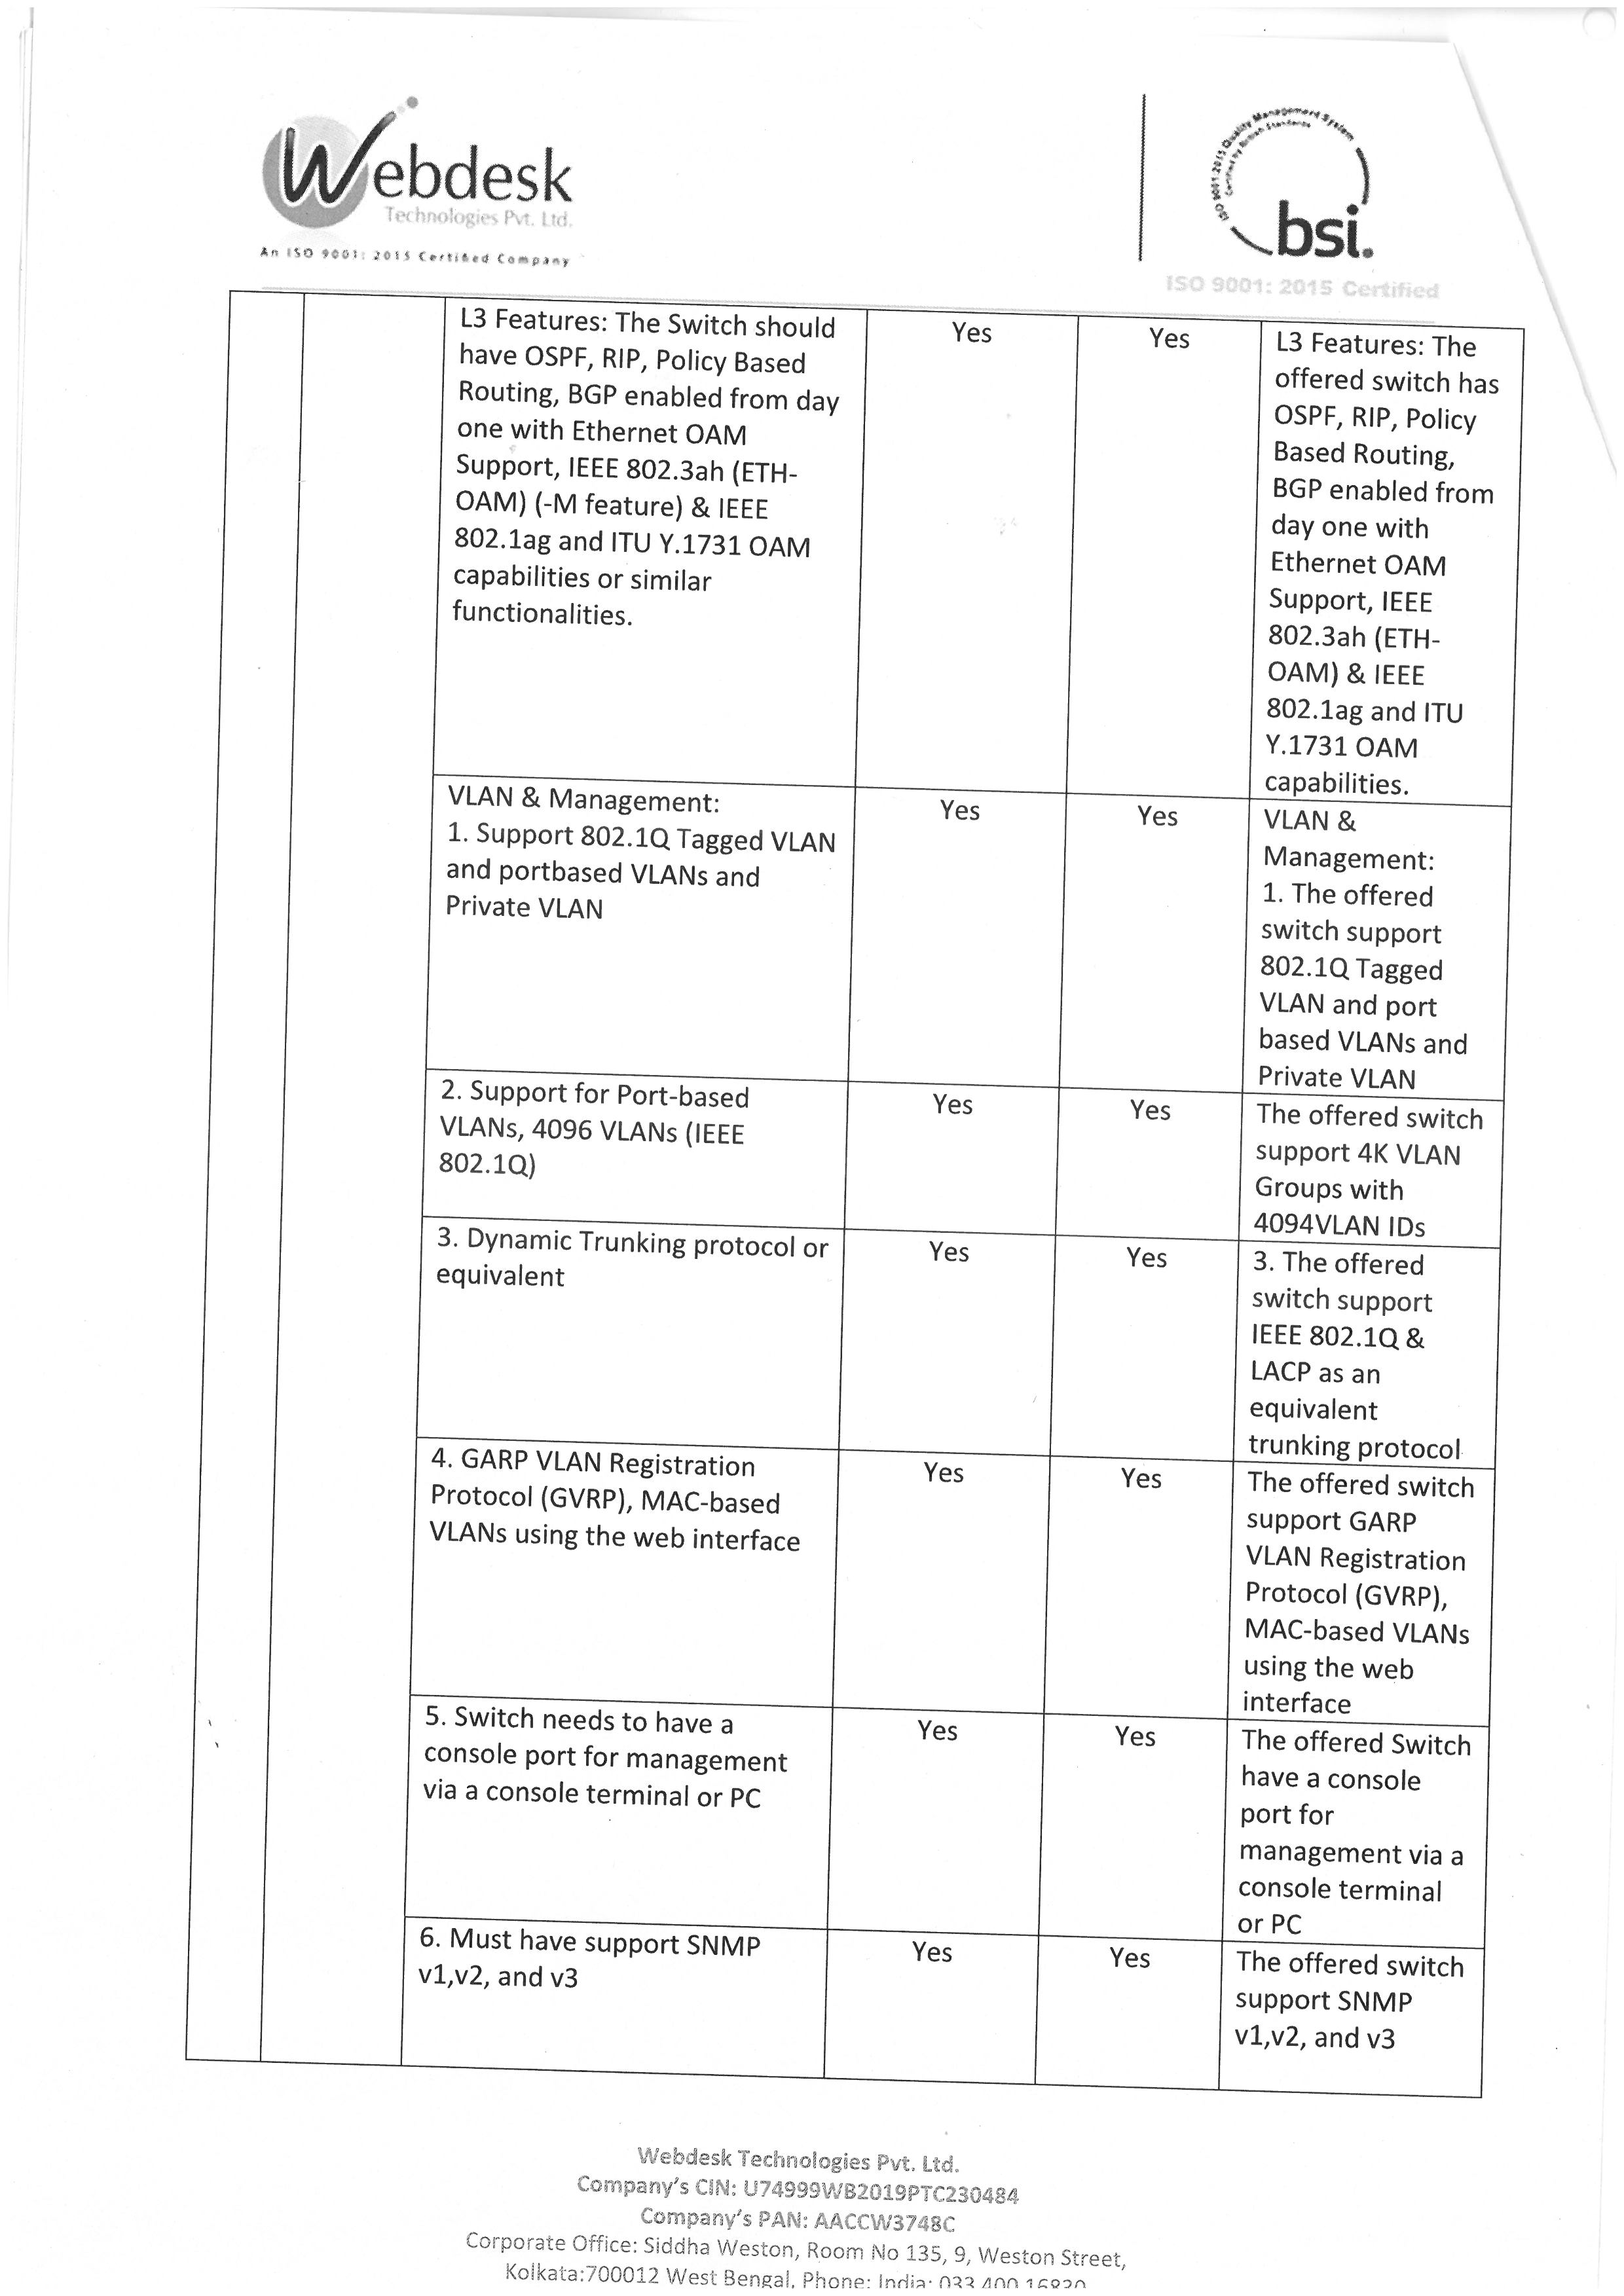 Webdesk
Technologies Pvt. Ltd.
An ISO 9001: 2015 Certified Company
ISO 9001:2015 Quality Management System
Certified by British Standards
bsi.
ISO 9001: 2015 Certified
L3 Features: The Switch should
have OSPF, RIP, Policy Based
Routing, BGP enabled from day
one with Ethernet OAM
Support, IEEE 802.3ah (ETH-
OAM) (-M feature) & IEEE
802.1ag and ITU Y.1731 OAM
capabilities or similar
functionalities.
Yes
Yes
L3 Features: The
offered switch has
OSPF, RIP, Policy
Based Routing,
BGP enabled from
day one with
Ethernet OAM
Support, IEEE
802.3ah (ETH-
OAM) & IEEE
802.1ag and ITU
Y.1731 OAM
capabilities.
VLAN & Management:
1. Support 802.1Q Tagged VLAN
and portbased VLANs and
Private VLAN
Yes
Yes
VLAN &
Management:
1. The offered
switch support
802.1Q Tagged
VLAN and port
based VLANs and
Private VLAN
2. Support for Port-based
VLANs, 4096 VLANs (IEEE
802.1Q)
Yes
Yes
The offered switch
support 4K VLAN
Groups with
4094VLAN IDs
3. Dynamic Trunking protocol or
equivalent
Yes
Yes
3. The offered
switch support
IEEE 802.1Q &
LACP as an
equivalent
trunking protocol
4. GARP VLAN Registration
Protocol (GVRP), MAC-based
VLANs using the web interface
Yes
Yes
The offered switch
support GARP
VLAN Registration
Protocol (GVRP),
MAC-based VLANs
using the web
interface
5. Switch needs to have a
console port for management
via a console terminal or PC
Yes
Yes
The offered Switch
have a console
port for
management via a
console terminal
or PC
6. Must have support SNMP
v1,v2, and v3
Yes
Yes
The offered switch
support SNMP
v1,v2, and v3
Webdesk Technologies Pvt. Ltd.
Company's CIN: U74999WB2019PTC230484
Company's PAN: AACCW3748C
Corporate Office: Siddha Weston, Room No 135, 9, Weston Street,
Kolkata:700012 West Bengal, Phone: India: 033 400 16820